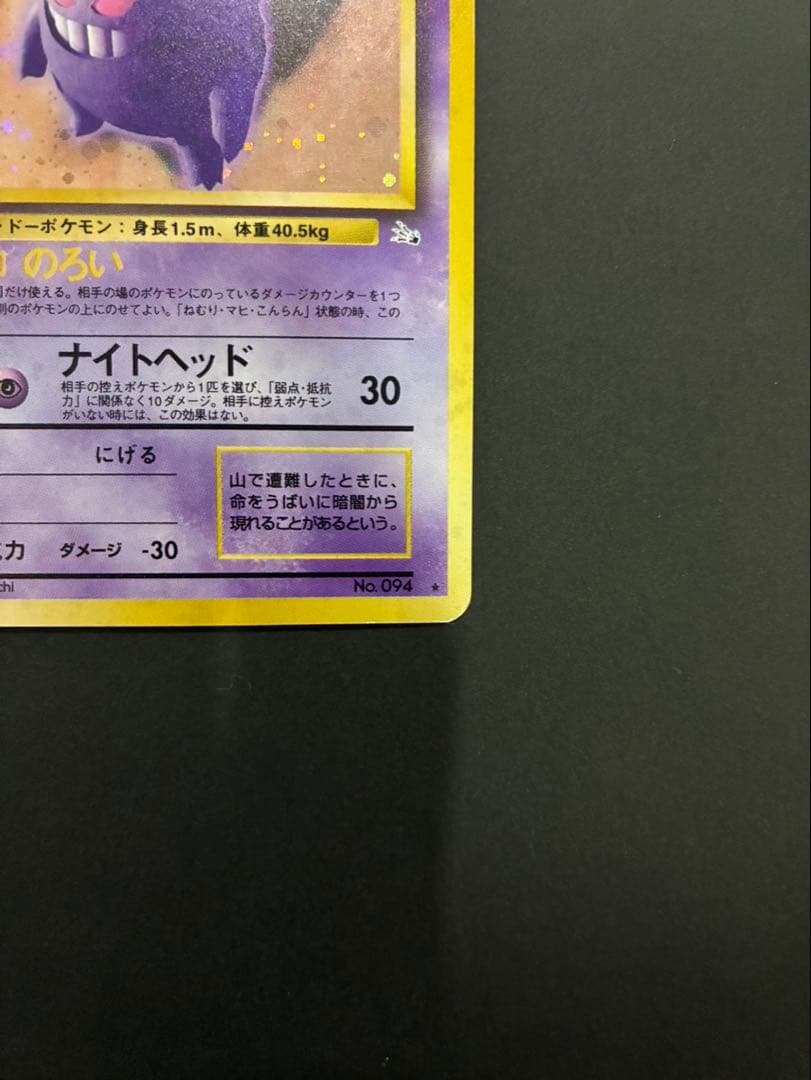 ドーポケモン：身長1.5m、体重40.5kg
のろい
だけ使える。相手の場のポケモンにのっているダメージカウンターを1つ
別のポケモンの上にのせてよい。「ねむり・マヒ・こんらん」状態の時、この
ナイトヘッド
相手の控えポケモンから1匹を選び、「弱点・抵抗
力」に関係なく10ダメージ。相手に控えポケモン
がいない時には、この効果はない。
30
にげる
山で遭難したときに、
命をうばいに暗闇から
現れることがあるという。
力 ダメージ -30
chi
No. 094 ★